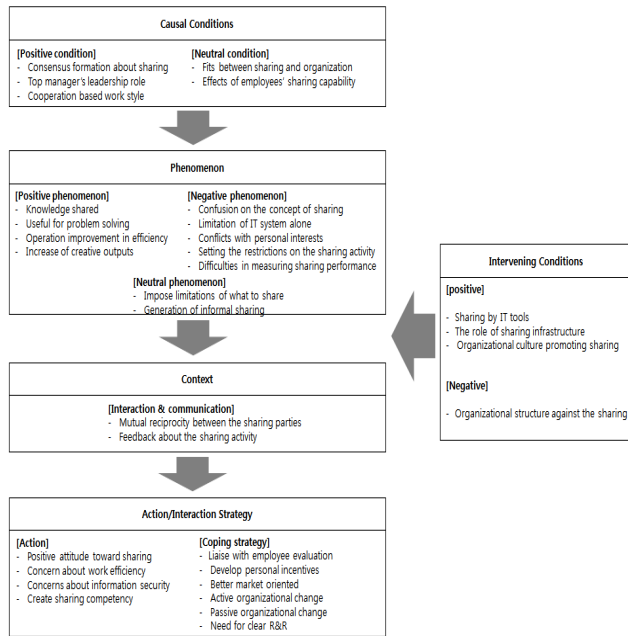 Causal Conditions
[Positive condition]
- Consensus formation about sharing
- Top manager's leadership role
- Cooperation based work style
[Neutral condition]
- Fits between sharing and organization
- Effects of employees' sharing capability
Phenomenon
[Positive phenomenon]
- Knowledge shared
- Useful for problem solving
- Operation improvement in efficiency
- Increase of creative outputs
[Negative phenomenon]
- Confusion on the concept of sharing
- Limitation of IT system alone
- Conflicts with personal interests
- Setting the restrictions on the sharing activity
- Difficulties in measuring sharing performance
[Neutral phenomenon]
- Impose limitations of what to share
- Generation of informal sharing
Intervening Conditions
[positive]
- Sharing by IT tools
- The role of sharing infrastructure
- Organizational culture promoting sharing
[Negative]
- Organizational structure against the sharing
Context
[Interaction & communication]
- Mutual reciprocity between the sharing parties
- Feedback about the sharing activity
Action/Interaction Strategy
[Action]
- Positive attitude toward sharing
- Concern about work efficiency
- Concerns about information security
- Create sharing competency
[Coping strategy]
- Liaise with employee evaluation
- Develop personal incentives
- Better market oriented
- Active organizational change
- Passive organizational change
- Need for clear R&R